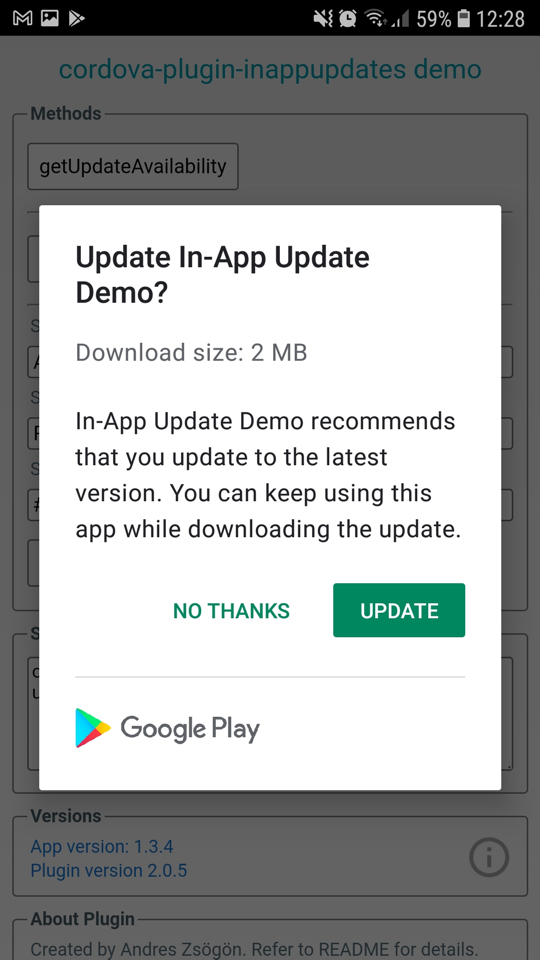 59% 12:28
cordova-plugin-inappupdates demo
Methods
getUpdateAvailability
Update In-App Update
Demo?
Download size: 2 MB
In-App Update Demo recommends
that you update to the latest
version. You can keep using this
app while downloading the update.
NO THANKS
UPDATE
Google Play
Versions
App version: 1.3.4
Plugin version 2.0.5
About Plugin
Created by Andres Zsögön. Refer to README for details.